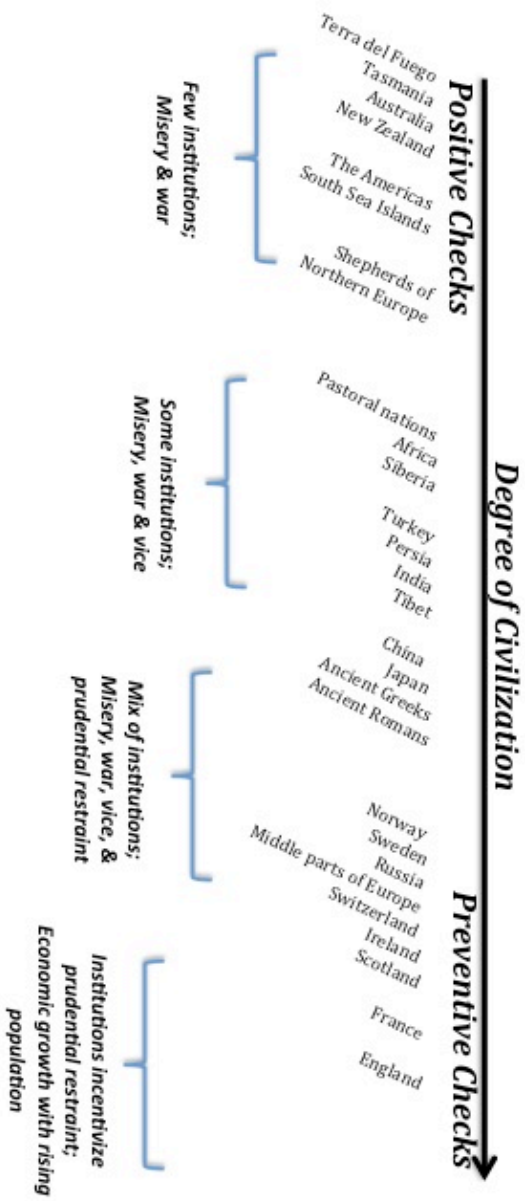 Degree of Civilization
Positive Checks
Preventive Checks
Terra del Fuego
Tasmania
Australia
New Zealand
The Americas
South Sea Islands
Shepherds of
Northern Europe
Pastoral nations
Africa
Siberia
Turkey
Persia
India
Tibet
China
Japan
Ancient Greeks
Ancient Romans
Norway
Sweden
Russia
Middle parts of Europe
Switzerland
Ireland
Scotland
France
England
Few institutions;
Misery & war
Some institutions;
Misery, war & vice
Mix of institutions;
Misery, war, vice, &
prudential restraint
Institutions incentivize
prudential restraint;
Economic growth with rising
population